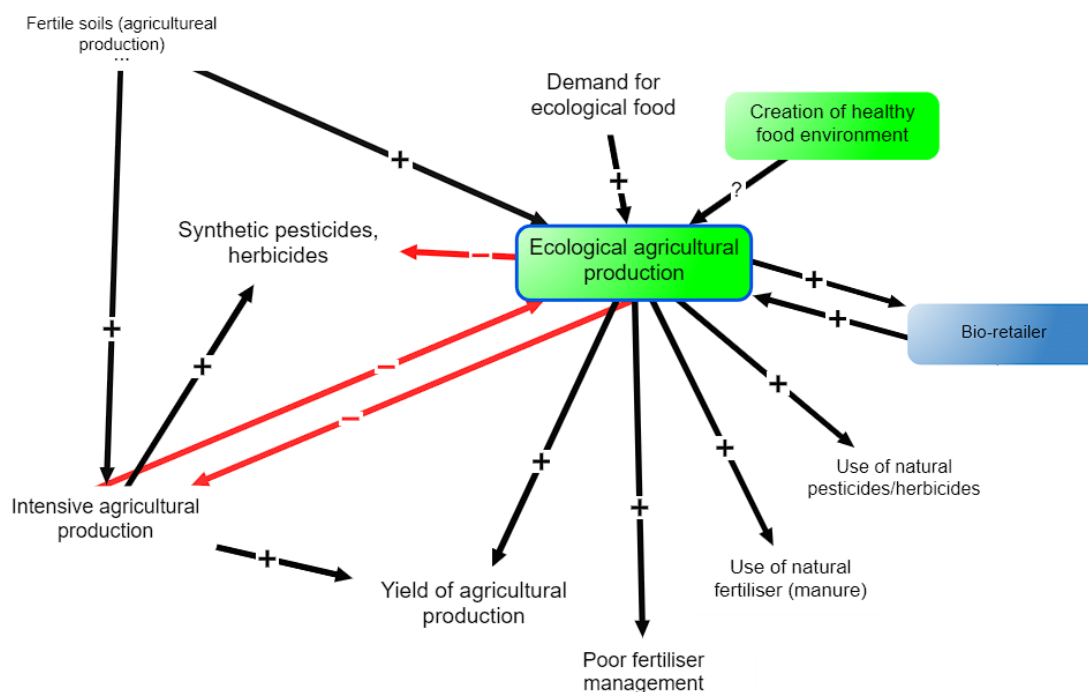 Fertile soils (agricultureal
production)
...
Demand for
ecological food
Creation of healthy
food environment
+
+
?
Synthetic pesticides,
herbicides
−
Ecological agricultural
production
+
+
Bio-retailer
+
+
−
−
+
+
+
+
Use of natural
pesticides/herbicides
Intensive agricultural
production
+
Yield of agricultural
production
Use of natural
fertiliser (manure)
Poor fertiliser
management